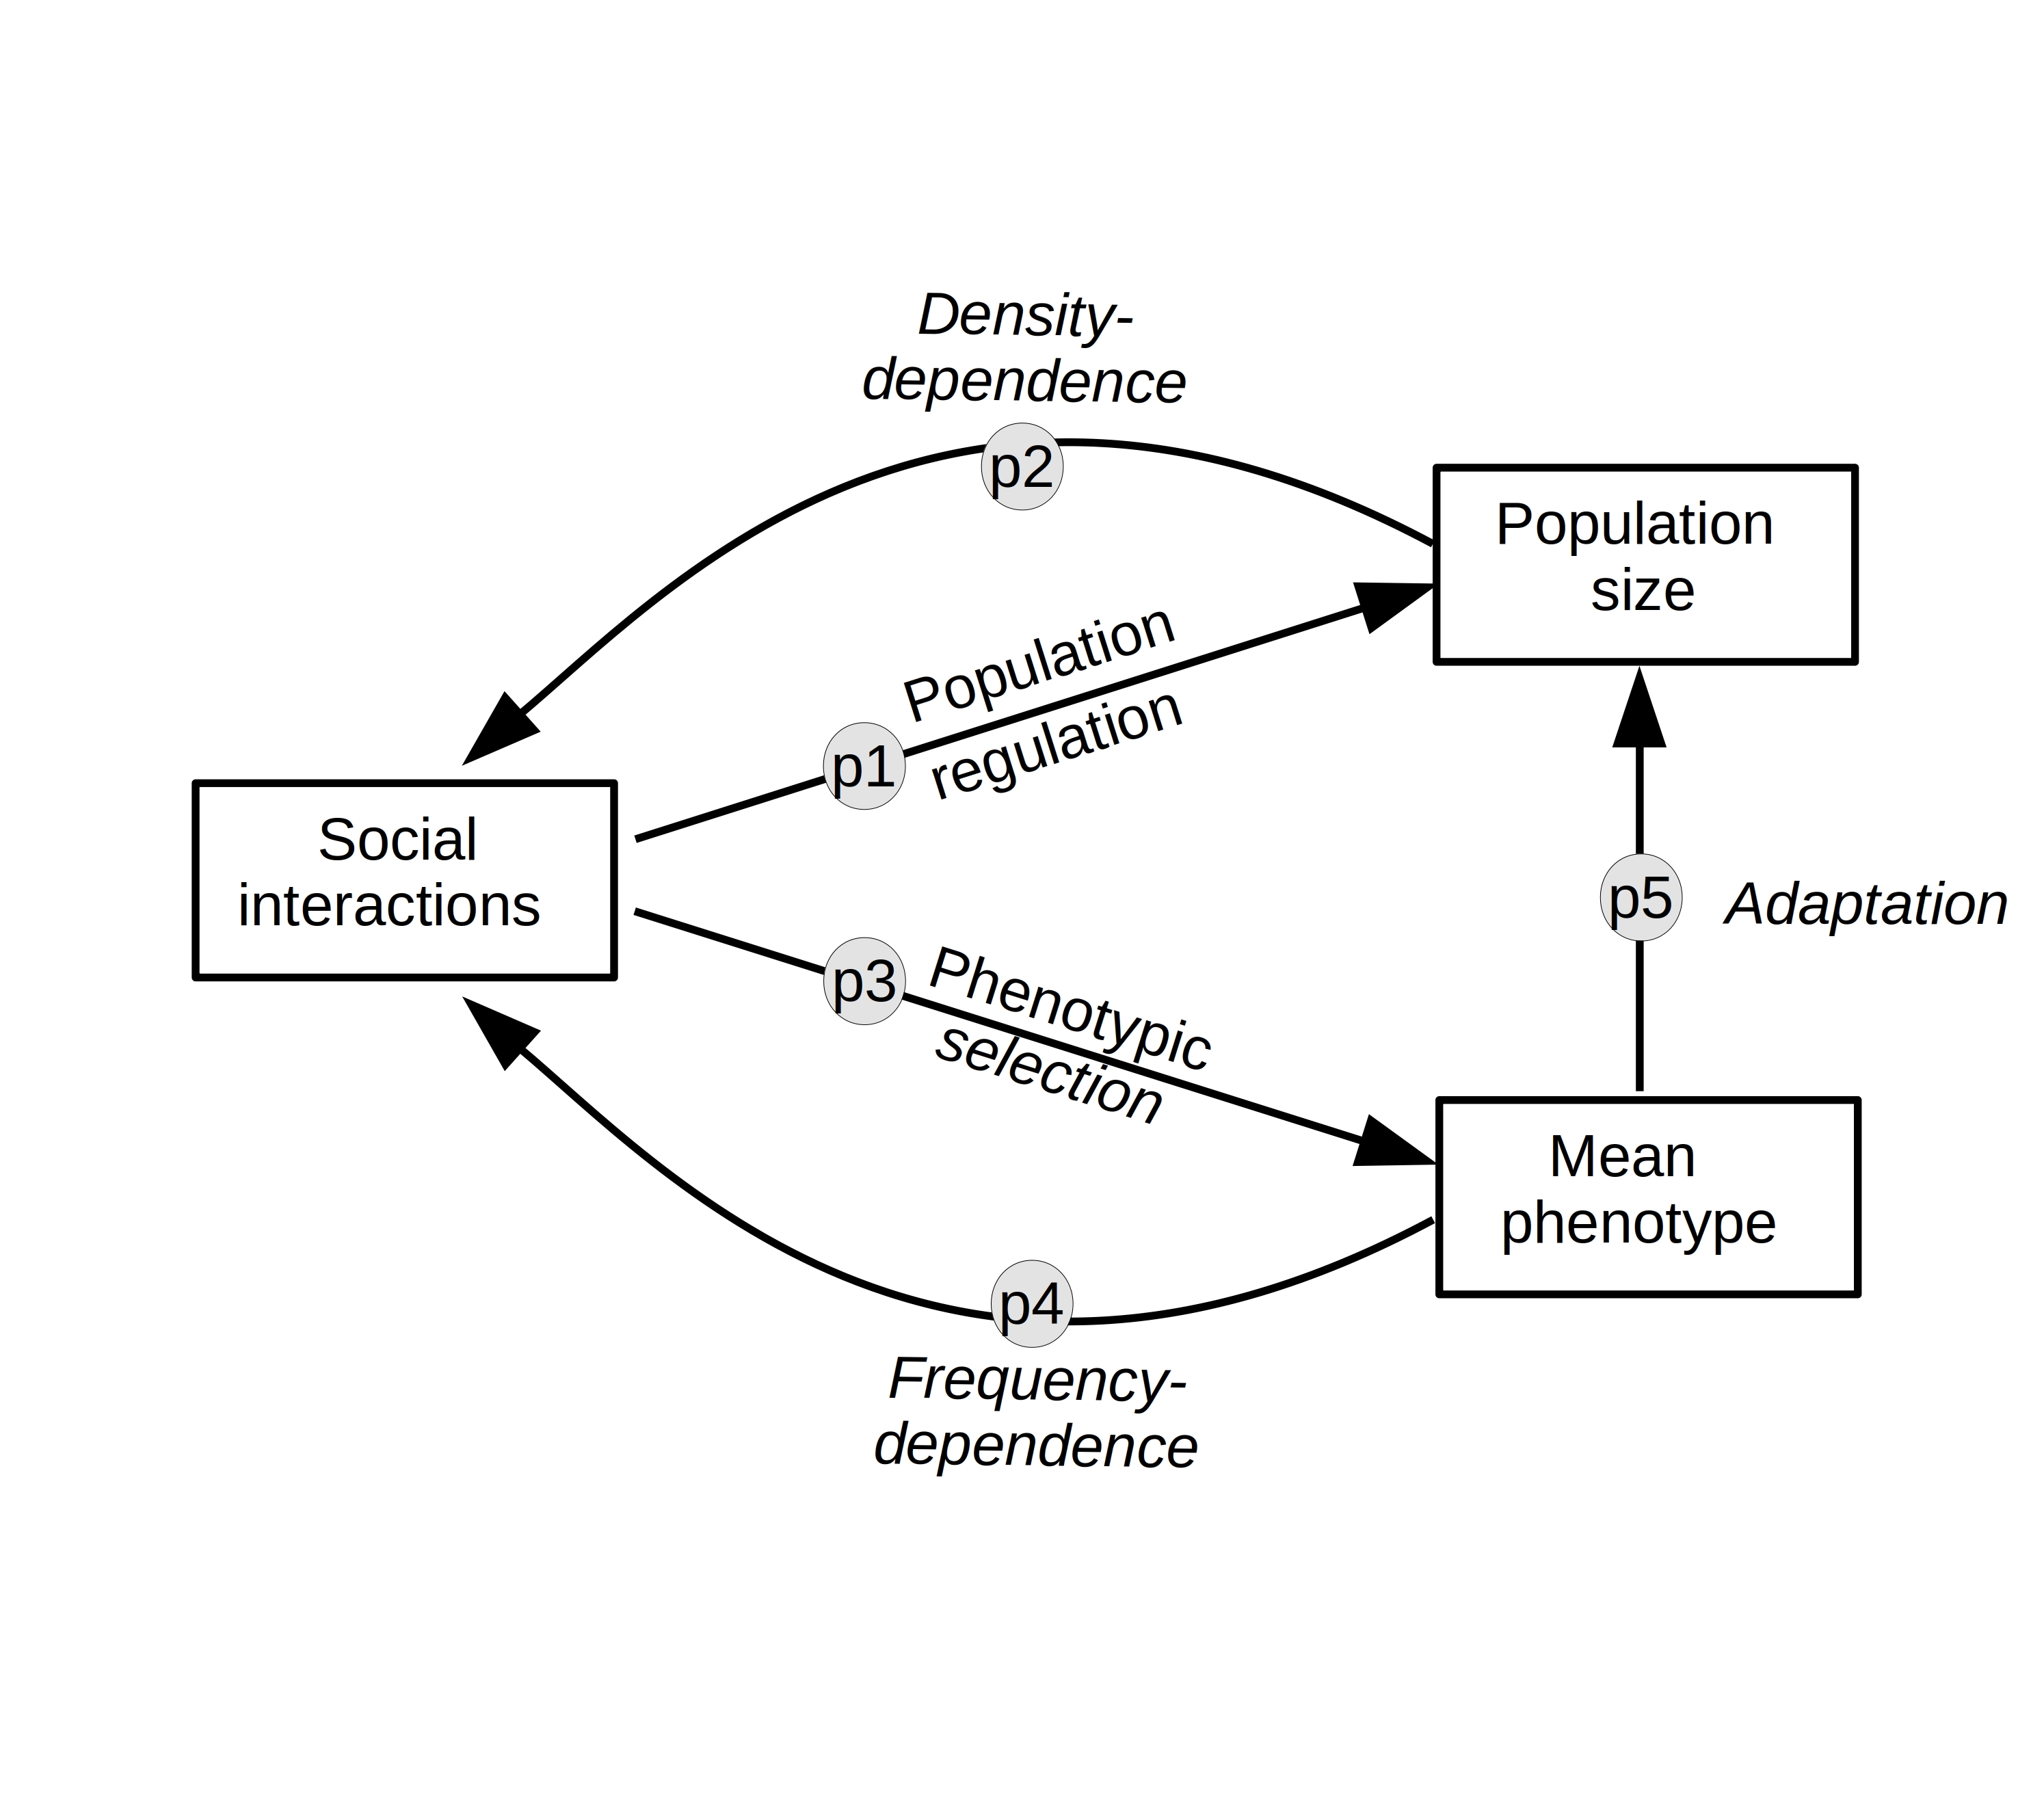 Density-
dependence
p2
Population
size
Population
regulation
p1
Social
interactions
p5
Adaptation
p3
Phenotypic
selection
Mean
phenotype
p4
Frequency-
dependence